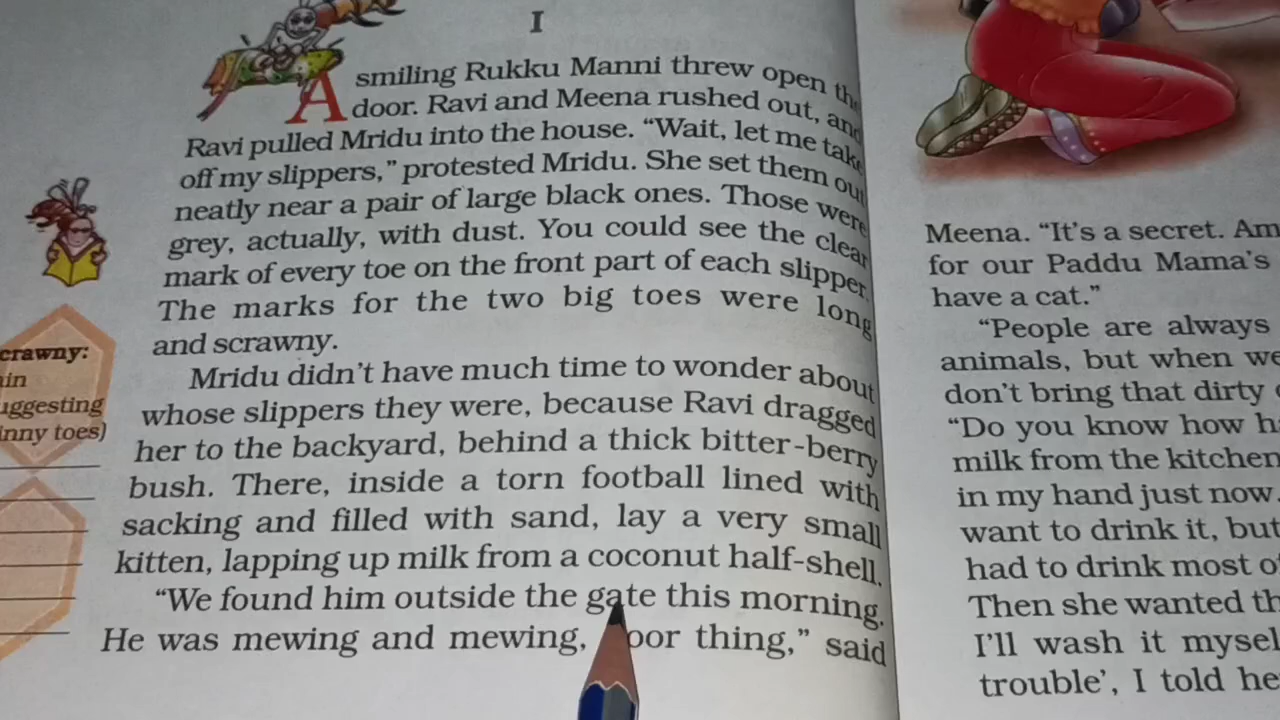 I
A smiling Rukku Manni threw open the
door. Ravi and Meena rushed out, and
Ravi pulled Mridu into the house. “Wait, let me take
off my slippers,” protested Mridu. She set them out
neatly near a pair of large black ones. Those were
grey, actually, with dust. You could see the clear
mark of every toe on the front part of each slipper.
The marks for the two big toes were long
and scrawny.
Mridu didn’t have much time to wonder about
whose slippers they were, because Ravi dragged
her to the backyard, behind a thick bitter-berry
bush. There, inside a torn football lined with
sacking and filled with sand, lay a very small
kitten, lapping up milk from a coconut half-shell.
“We found him outside the gate this morning.
He was mewing and mewing, poor thing,” said
crawny:
in
uggesting
inny toes)
Meena. “It’s a secret. Am
for our Paddu Mama’s
have a cat.”
“People are always
animals, but when we
don’t bring that dirty
“Do you know how h
milk from the kitchen
in my hand just now.
want to drink it, but
had to drink most o
Then she wanted th
I’ll wash it mysel
trouble’, I told he